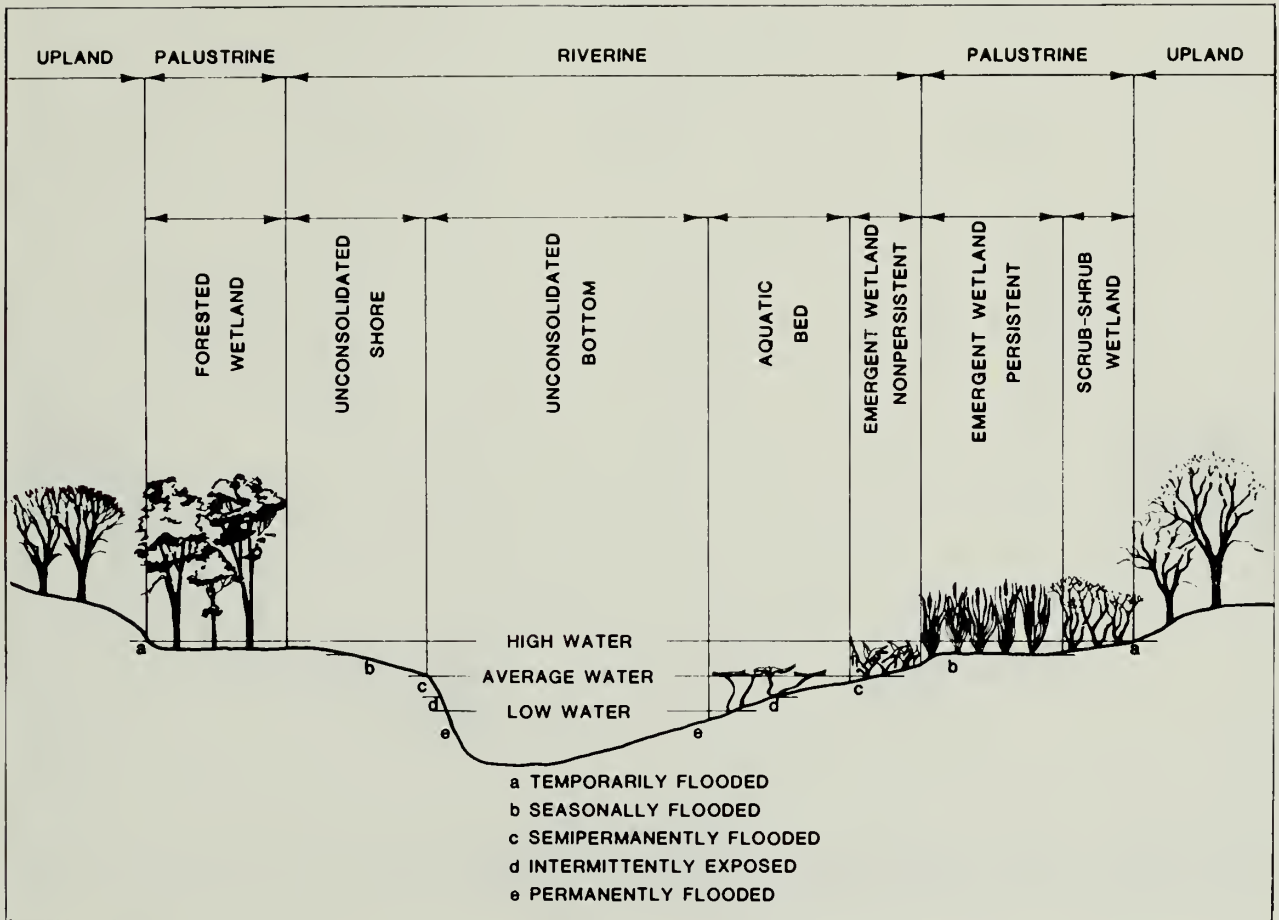 UPLAND PALUSTRINE RIVERINE PALUSTRINE UPLAND
FORESTED
WETLAND
UNCONSOLIDATED
SHORE
UNCONSOLIDATED
BOTTOM
AQUATIC
BED
EMERGENT WETLAND
NONPERSISTENT
EMERGENT WETLAND
PERSISTENT
SCRUB-SHRUB
WETLAND
HIGH WATER
a a
b b
AVERAGE WATER
c c
d d
LOW WATER
e e
a TEMPORARILY FLOODED
b SEASONALLY FLOODED
c SEMIPERMANENTLY FLOODED
d INTERMITTENTLY EXPOSED
e PERMANENTLY FLOODED